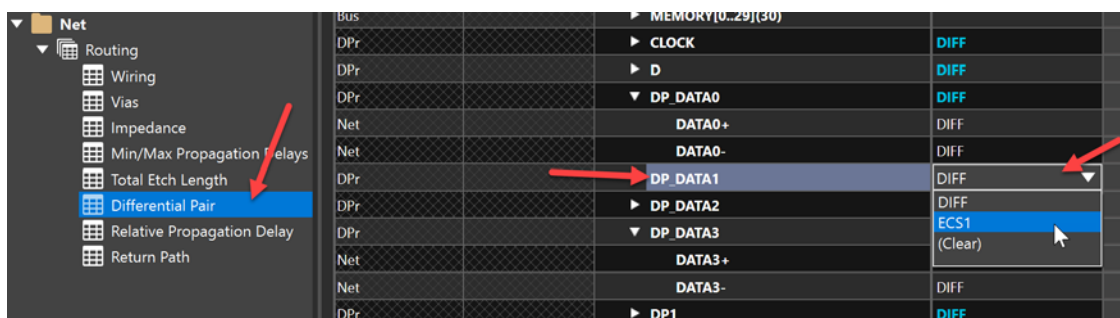 Net
Routing
Wiring
Vias
Impedance
Min/Max Propagation Delays
Total Etch Length
Differential Pair
Relative Propagation Delay
Return Path
Bus MEMORY[0..29](30)
DPr CLOCK DIFF
DPr D DIFF
DPr DP_DATA0 DIFF
Net DATA0+ DIFF
Net DATA0- DIFF
DPr DP_DATA1 DIFF
DPr DP_DATA2 DIFF
DPr DP_DATA3 ECS1
(Clear)
Net DATA3+
Net DATA3- DIFF
DPr DP1 DIFF